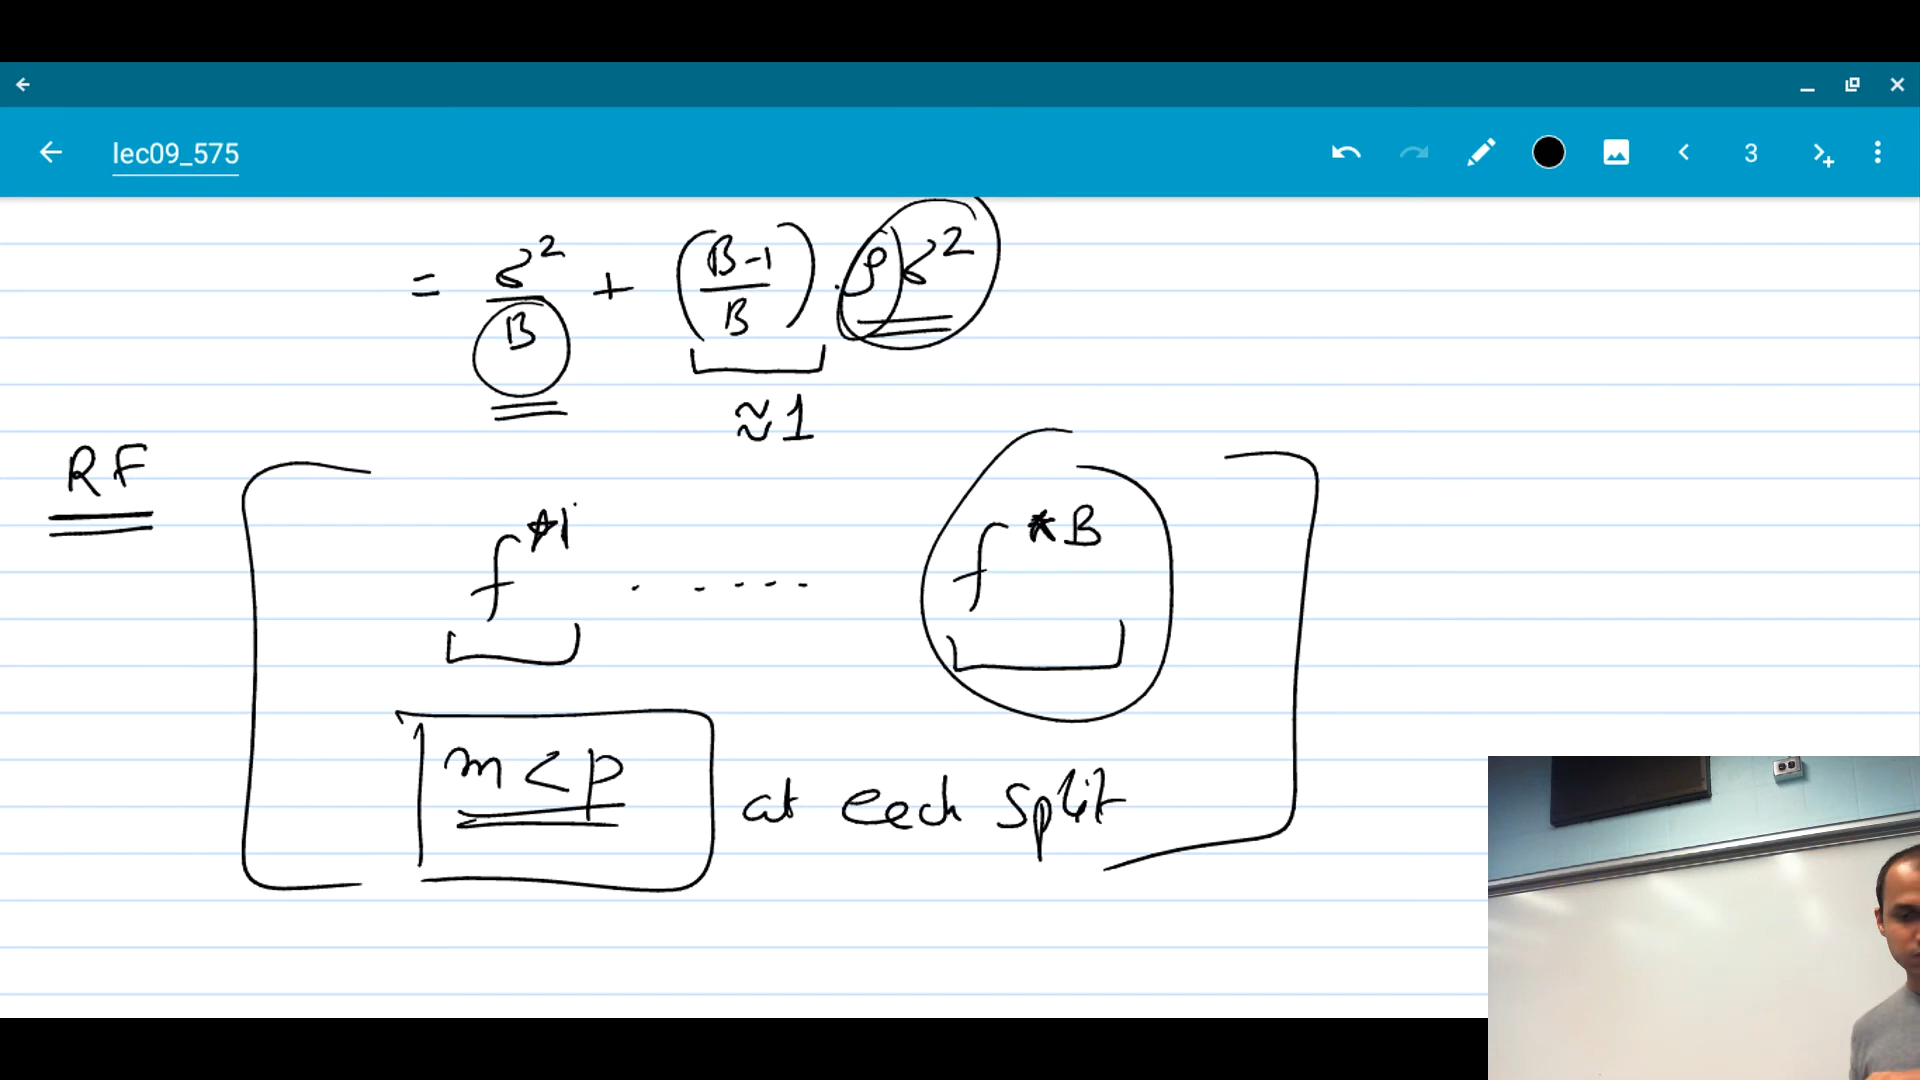 lec09_575
3
= σ²/B + ((B-1)/B) · ρσ²
≈ 1
RF
f*1 . . . . . f*B
m < p at each split